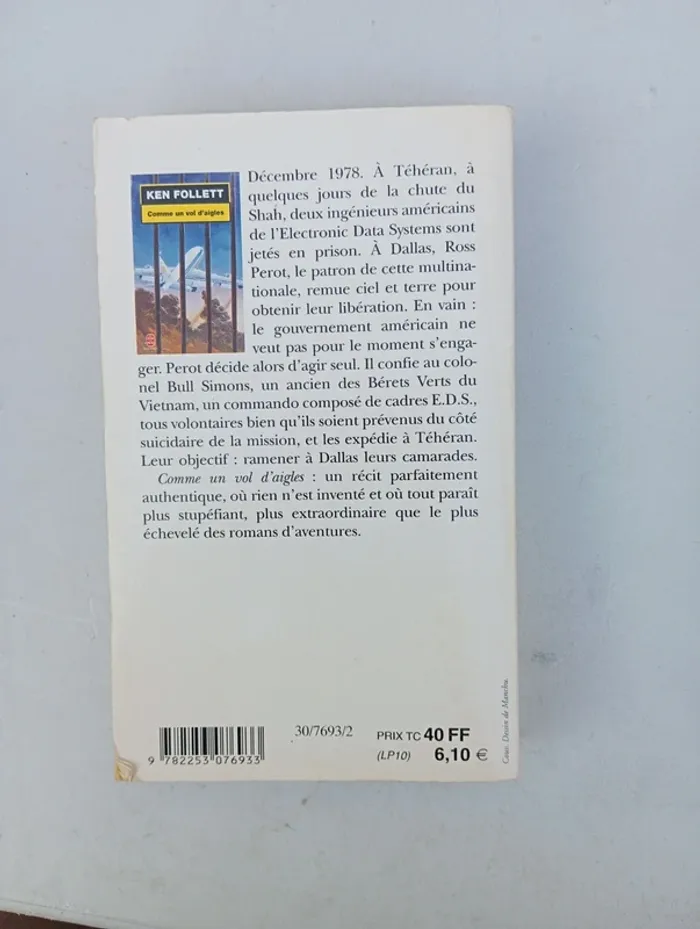 KEN FOLLETT
Comme un vol d'aigles
Décembre 1978. À Téhéran, à
quelques jours de la chute du
Shah, deux ingénieurs américains
de l'Electronic Data Systems sont
jetés en prison. À Dallas, Ross
Perot, le patron de cette multina-
tionale, remue ciel et terre pour
obtenir leur libération. En vain :
le gouvernement américain ne
veut pas pour le moment s'enga-
ger. Perot décide alors d'agir seul. Il confie au colo-
nel Bull Simons, un ancien des Bérets Verts du
Vietnam, un commando composé de cadres E.D.S.,
tous volontaires bien qu'ils soient prévenus du côté
suicidaire de la mission, et les expédie à Téhéran.
Leur objectif : ramener à Dallas leurs camarades.
Comme un vol d'aigles : un récit parfaitement
authentique, où rien n'est inventé et où tout paraît
plus stupéfiant, plus extraordinaire que le plus
échevelé des romans d'aventures.
9 782253 076933
30/7693/2
PRIX TC 40 FF
(LP10) 6,10 €
Couv. Dessin de Manchu.